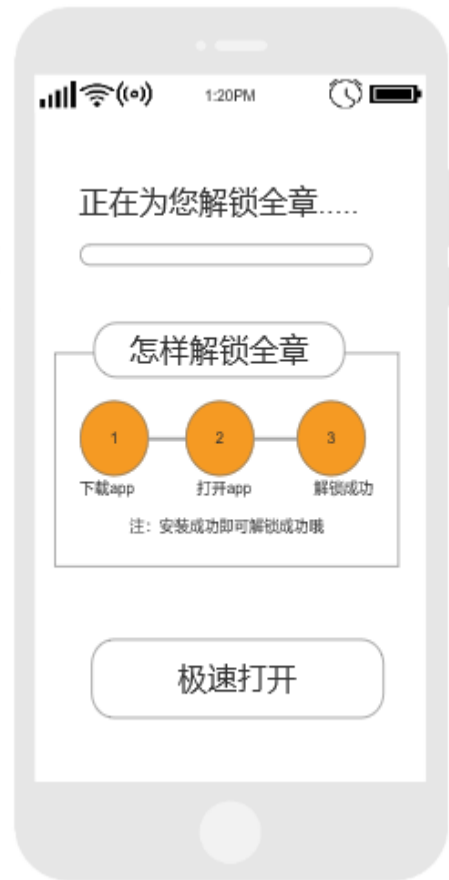 1:20PM
正在为您解锁全章.....
怎样解锁全章
1 2 3
下载app 打开app 解锁成功
注：安装成功即可解锁成功哦
极速打开